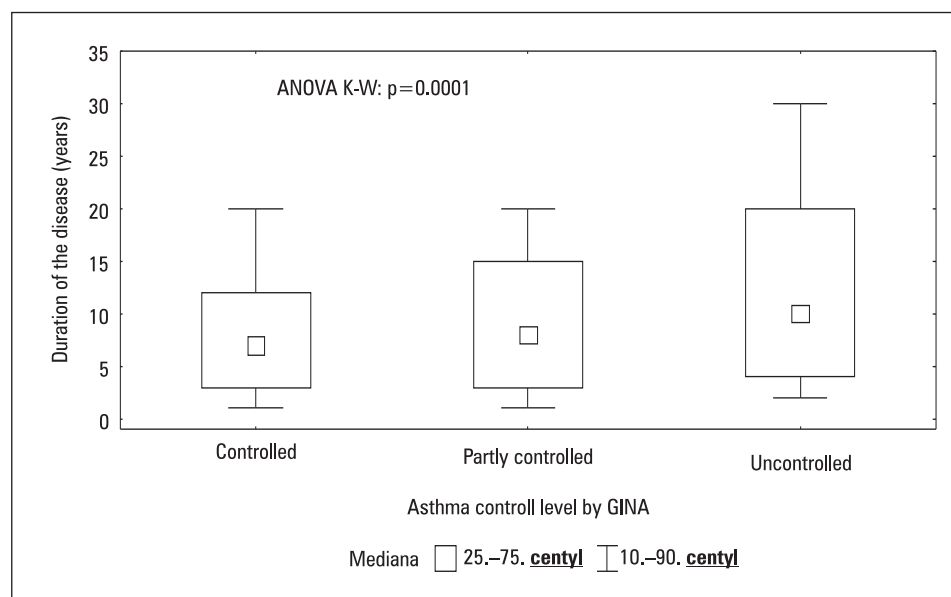 35
30
25
20
15
10
5
0
Duration of the disease (years)
ANOVA K-W: p=0.0001
Controlled
Partly controlled
Uncontrolled
Asthma controll level by GINA
Mediana 25.–75. centyl 10.–90. centyl